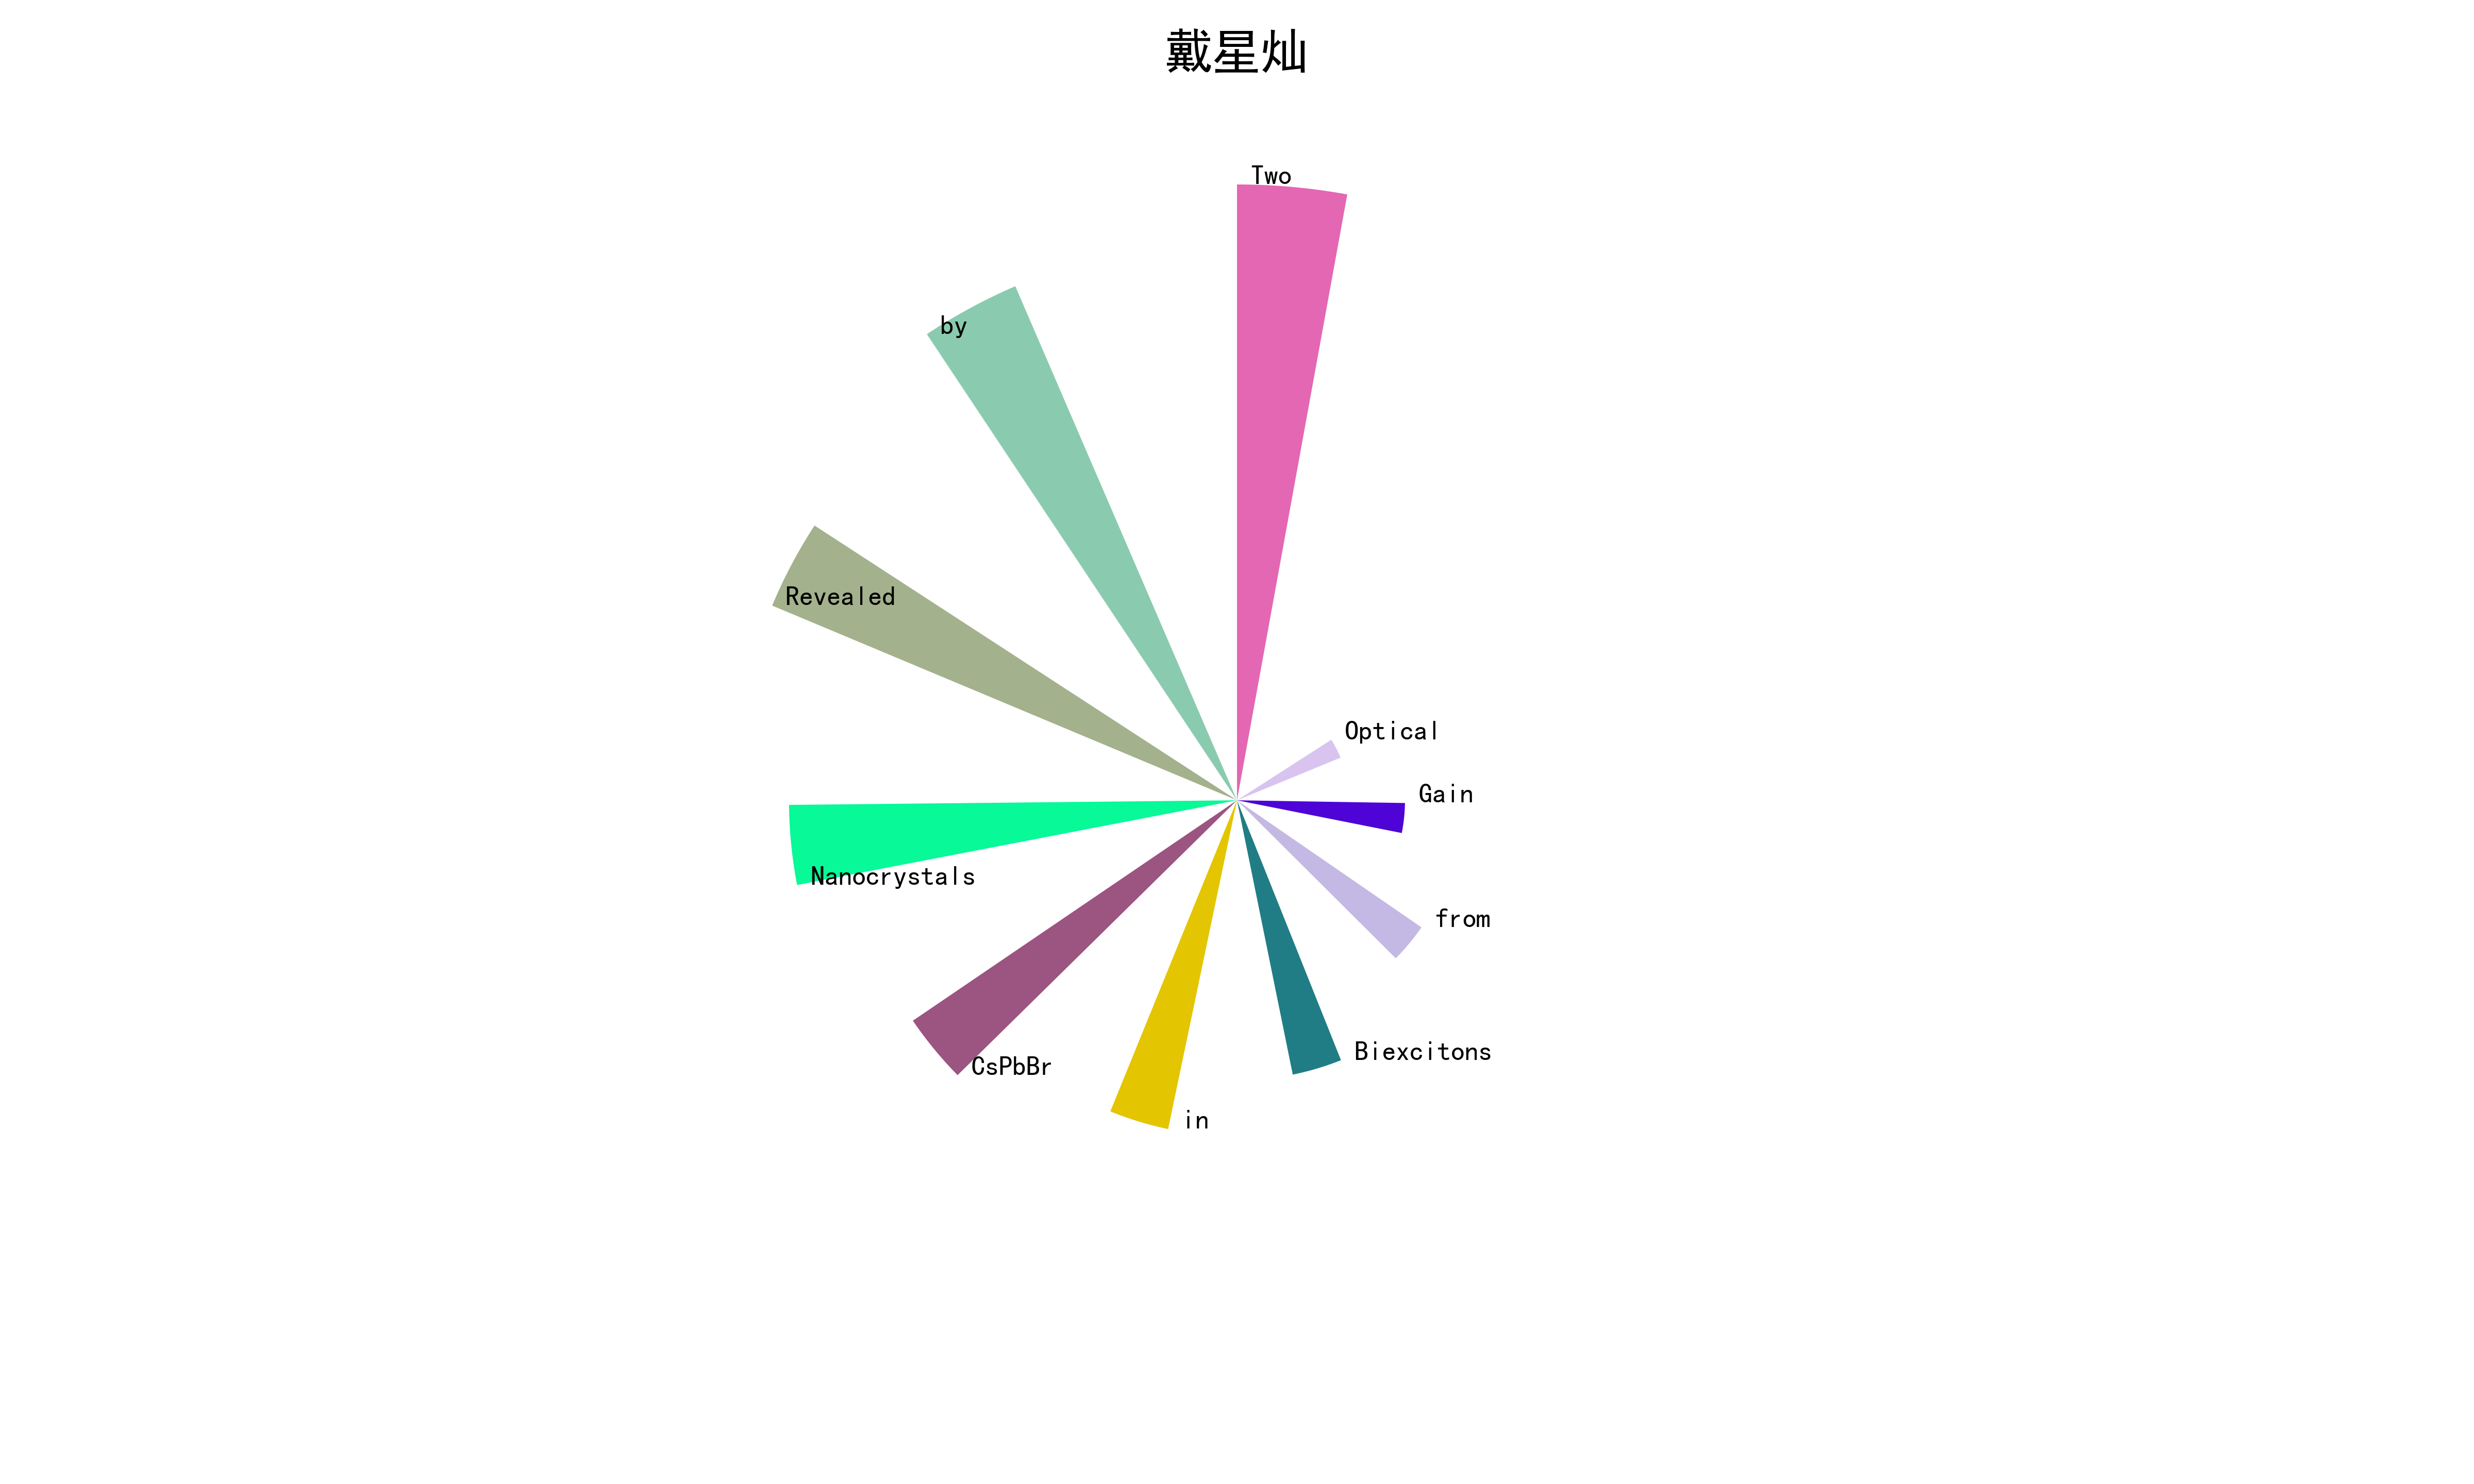 戴星灿
Two
by
Revealed
Optical
Gain
Nanocrystals
from
Biexcitons
CsPbBr
in